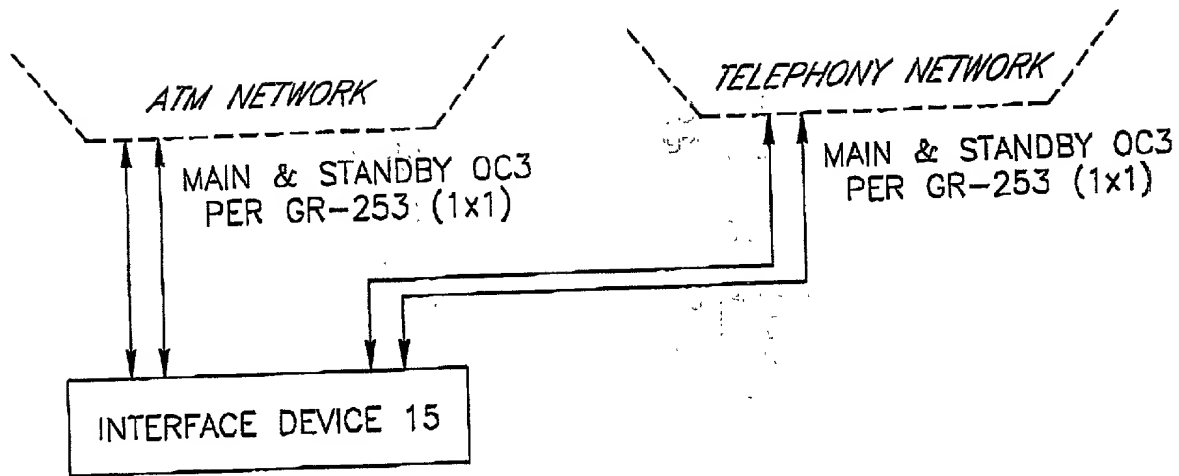 ATM NETWORK
TELEPHONY NETWORK
MAIN & STANDBY OC3
PER GR-253 (1x1)
MAIN & STANDBY OC3
PER GR-253 (1x1)
INTERFACE DEVICE 15